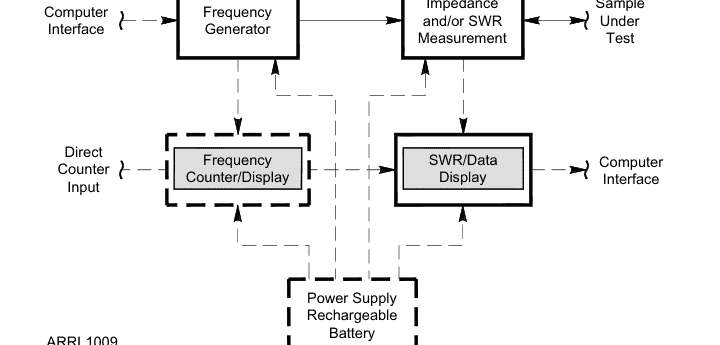 Computer
Interface
Frequency
Generator
Impedance
and/or SWR
Measurement
Sample
Under
Test
Direct
Counter
Input
Frequency
Counter/Display
SWR/Data
Display
Computer
Interface
Power Supply
Rechargeable
Battery
ARRL1009